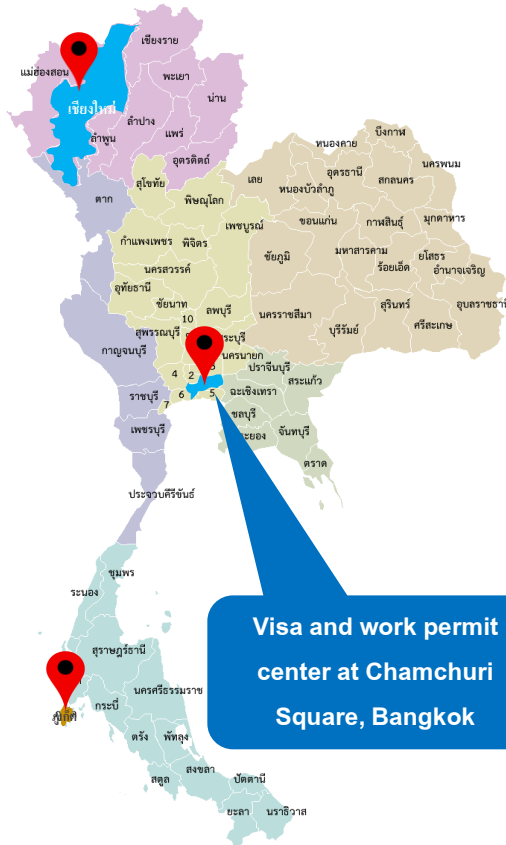 เชียงราย
แม่ฮ่องสอน
พะเยา
น่าน
เชียงใหม่
ลำปาง
ลำพูน
แพร่
อุตรดิตถ์
สุโขทัย
ตาก
พิษณุโลก
เพชรบูรณ์
กำแพงเพชร
พิจิตร
นครสวรรค์
อุทัยธานี
ชัยนาท
ลพบุรี
10
สุพรรณบุรี
กาญจนบุรี
นครนายก
4
2
6
5
7
ราชบุรี
เพชรบุรี
ประจวบคีรีขันธ์
บึงกาฬ
หนองคาย
เลย
อุดรธานี
นครพนม
หนองบัวลำภู
สกลนคร
ขอนแก่น
กาฬสินธุ์
มุกดาหาร
ชัยภูมิ
มหาสารคาม
ยโสธร
ร้อยเอ็ด
อำนาจเจริญ
นครราชสีมา
สุรินทร์
อุบลราชธานี
บุรีรัมย์
ศรีสะเกษ
ปราจีนบุรี
สระแก้ว
ฉะเชิงเทรา
ชลบุรี
จันทบุรี
ตราด
ชุมพร
ระนอง
สุราษฎร์ธานี
นครศรีธรรมราช
กระบี่
ภูเก็ต
ตรัง
พัทลุง
สงขลา
สตูล
ปัตตานี
ยะลา
นราธิวาส
Visa and work permit
center at Chamchuri
Square, Bangkok